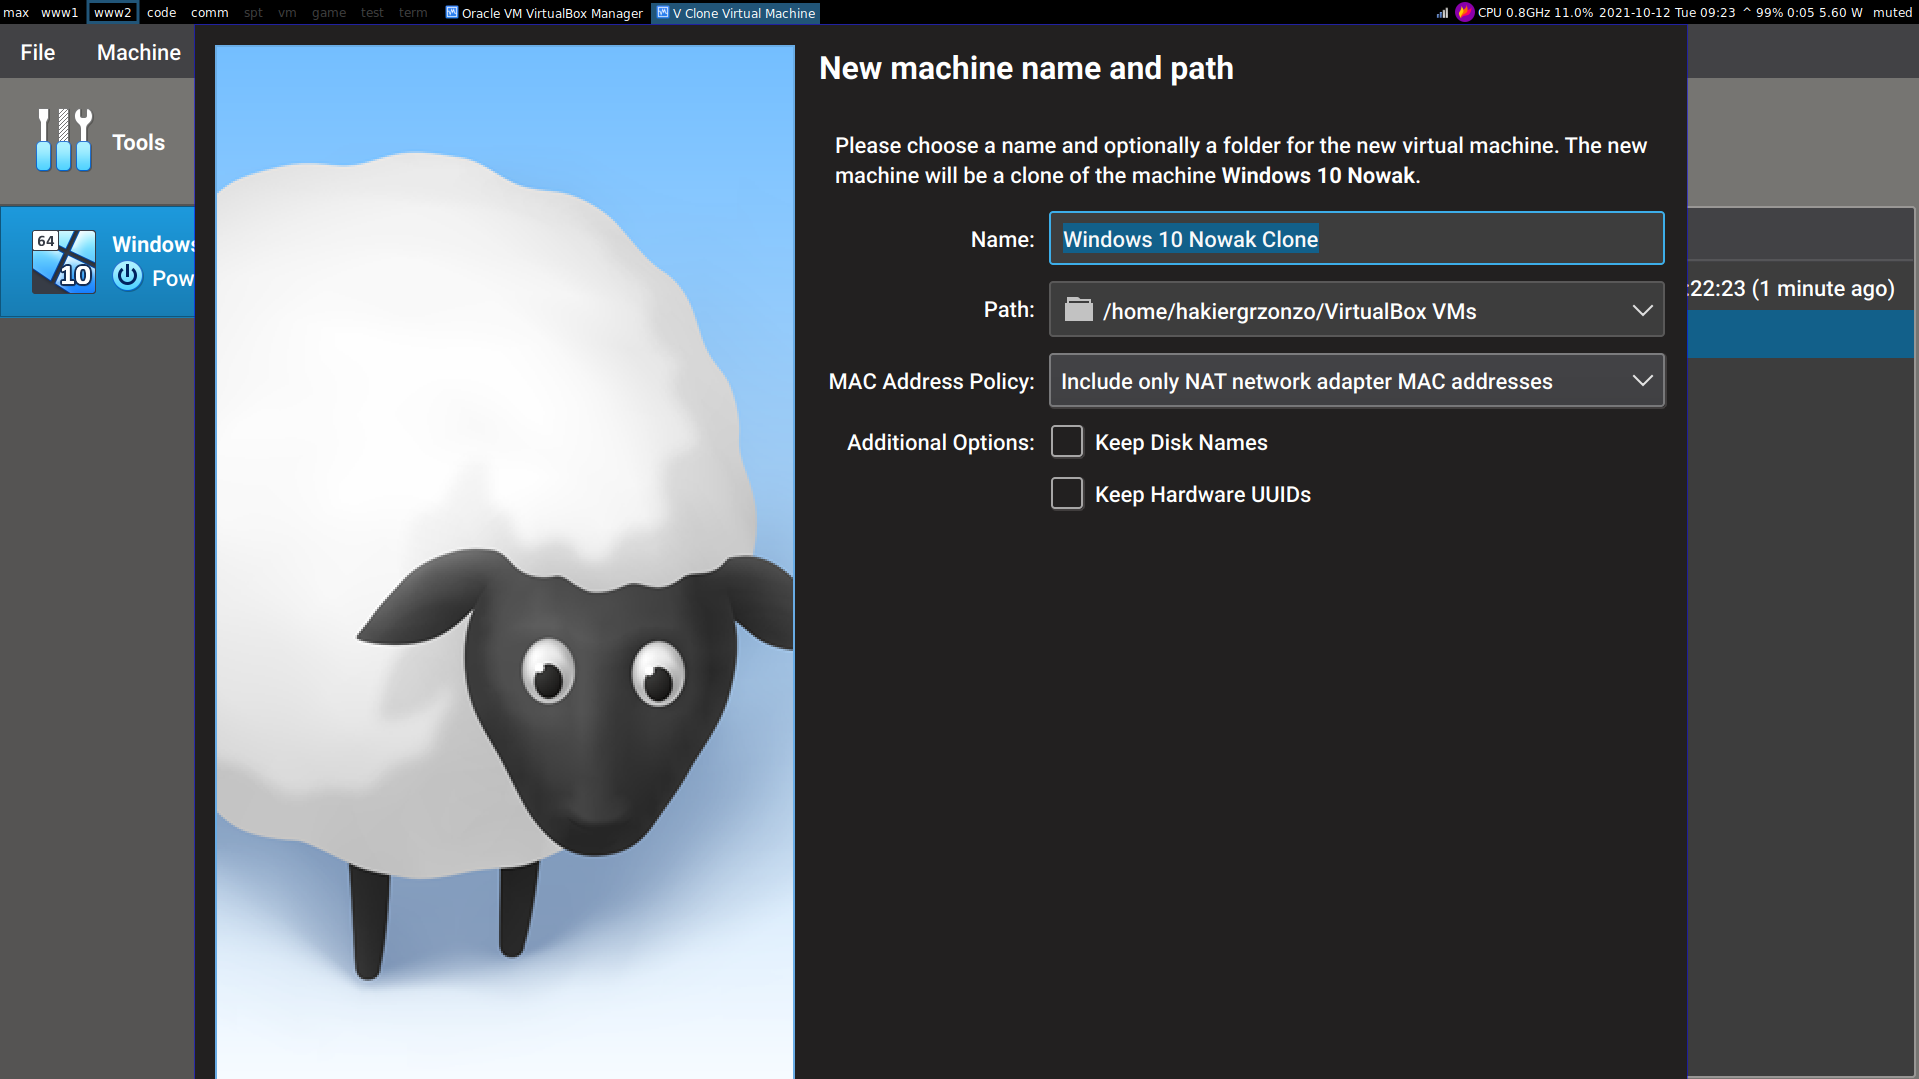 max www1 www2 code comm spt vm game test term Oracle VM VirtualBox Manager V Clone Virtual Machine CPU 0.8GHz 11.0% 2021-10-12 Tue 09:23 ^ 99% 0:05 5.60 W muted
File Machine
New machine name and path
Tools
Please choose a name and optionally a folder for the new virtual machine. The new
machine will be a clone of the machine Windows 10 Nowak.
64
10
Windows
Pow
Name: Windows 10 Nowak Clone
Path: /home/hakiergrzonzo/VirtualBox VMs
:22:23 (1 minute ago)
MAC Address Policy: Include only NAT network adapter MAC addresses
Additional Options: Keep Disk Names
Keep Hardware UUIDs